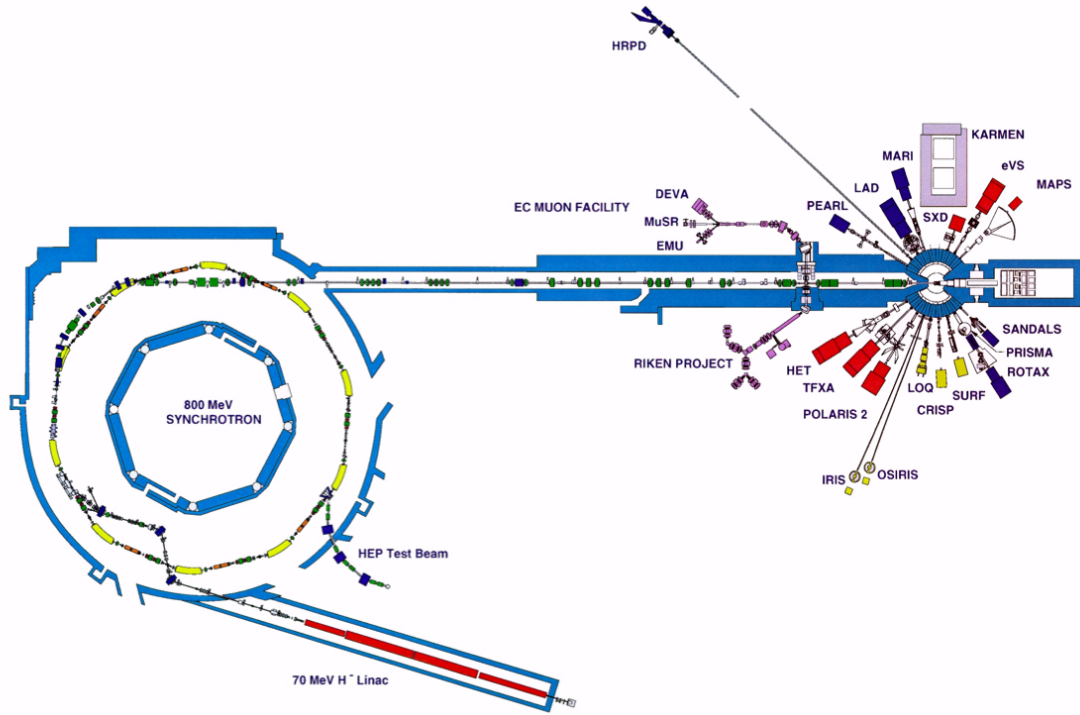 HRPD
KARMEN
MARI
eVS
LAD
MAPS
DEVA
EC MUON FACILITY
PEARL
SXD
MuSR
EMU
SANDALS
RIKEN PROJECT
HET
PRISMA
TFXA
LOQ
ROTAX
SURF
POLARIS 2
CRISP
800 MeV
SYNCHROTRON
IRIS
OSIRIS
HEP Test Beam
70 MeV H⁻ Linac